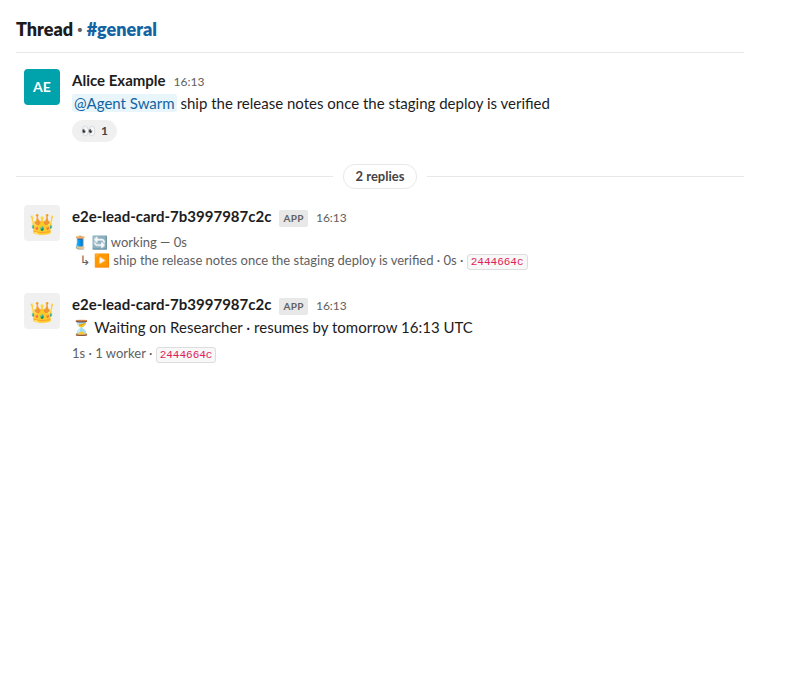 Thread • #general
AE
Alice Example 16:13
@Agent Swarm ship the release notes once the staging deploy is verified
👀 1
2 replies
e2e-lead-card-7b3997987c2c APP 16:13
🧵 🔄 working — 0s
↳ ▶️ ship the release notes once the staging deploy is verified · 0s · 2444664c
e2e-lead-card-7b3997987c2c APP 16:13
⏳ Waiting on Researcher · resumes by tomorrow 16:13 UTC
1s · 1 worker · 2444664c